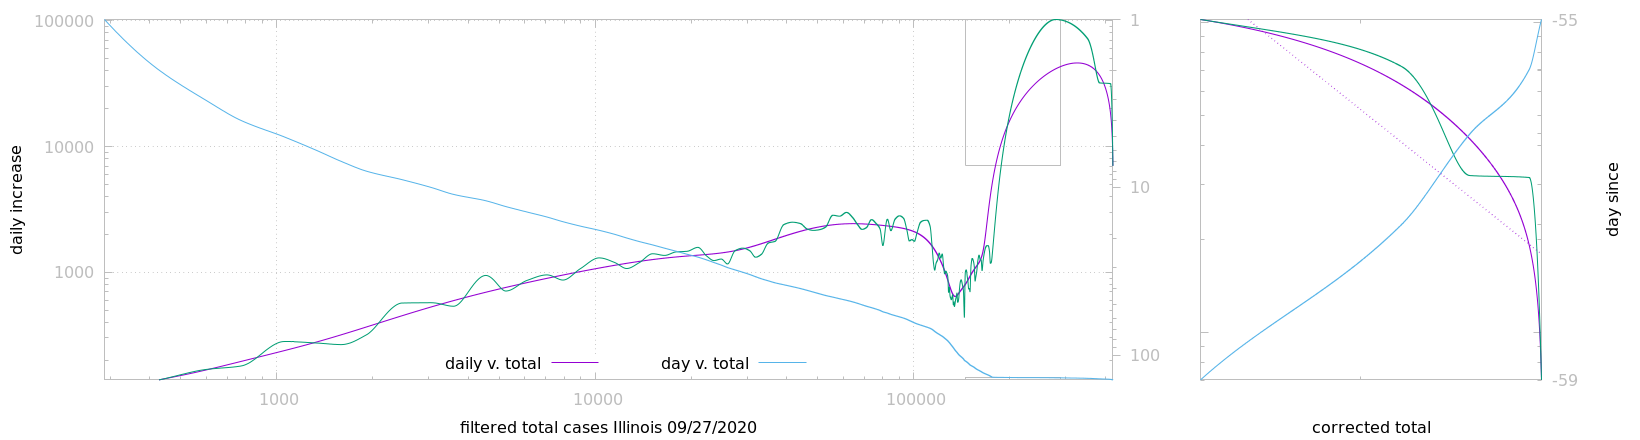 100000
10000
1000
daily increase
1
10
100
daily v. total
day v. total
1000
10000
100000
filtered total cases Illinois 09/27/2020
-55
-59
day since
corrected total